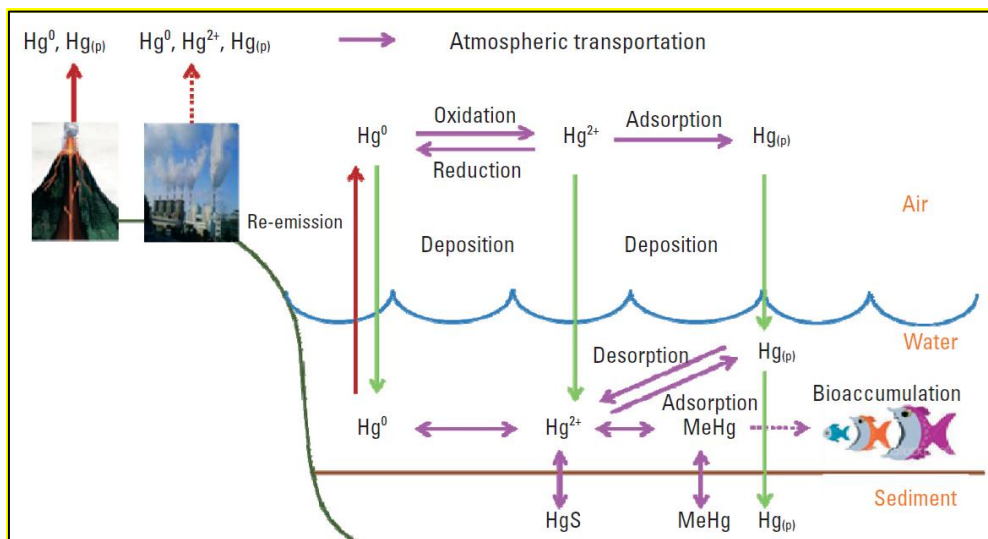 Hg⁰, Hg₍ₚ₎ Hg⁰, Hg²⁺, Hg₍ₚ₎ Atmospheric transportation
Oxidation
Hg⁰ Hg²⁺ Adsorption Hg₍ₚ₎
Reduction
Air
Re-emission
Deposition Deposition
Water
Desorption Hg₍ₚ₎
Bioaccumulation
Adsorption
Hg⁰ Hg²⁺ MeHg
Sediment
HgS MeHg Hg₍ₚ₎